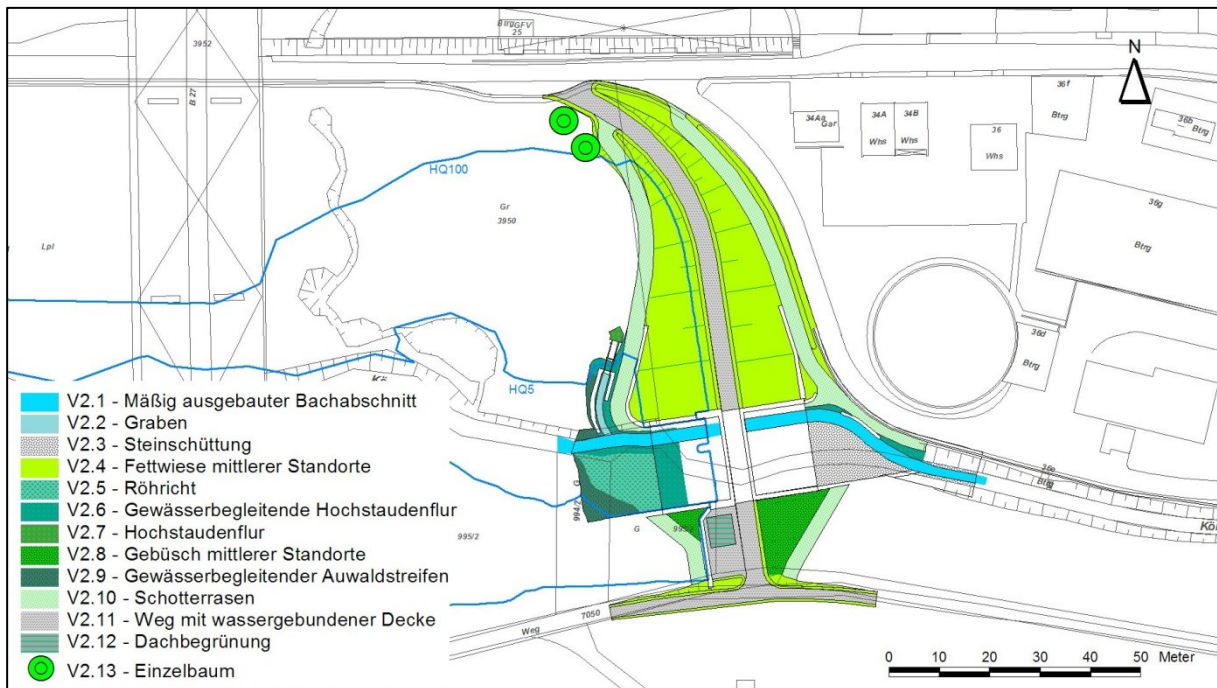 Btrg
GFV
25
3952
B 27
N
36f
Btrg
36b
Btrg
34Aa
Gar
34A
34B
Whs
Whs
36
Whs
HQ100
Gr
3950
36g
Btrg
Lpl
36d
Btrg
HQ5
Kö
V2.1 - Mäßig ausgebauter Bachabschnitt
V2.2 - Graben
V2.3 - Steinschüttung
V2.4 - Fettwiese mittlerer Standorte
V2.5 - Röhricht
V2.6 - Gewässerbegleitende Hochstaudenflur
V2.7 - Hochstaudenflur
V2.8 - Gebüsch mittlerer Standorte
V2.9 - Gewässerbegleitender Auwaldstreifen
V2.10 - Schotterrasen
V2.11 - Weg mit wassergebundener Decke
V2.12 - Dachbegrünung
V2.13 - Einzelbaum
G
994/2
995/2
G
36e
Btrg
Kö
Weg
7050
0 10 20 30 40 50 Meter